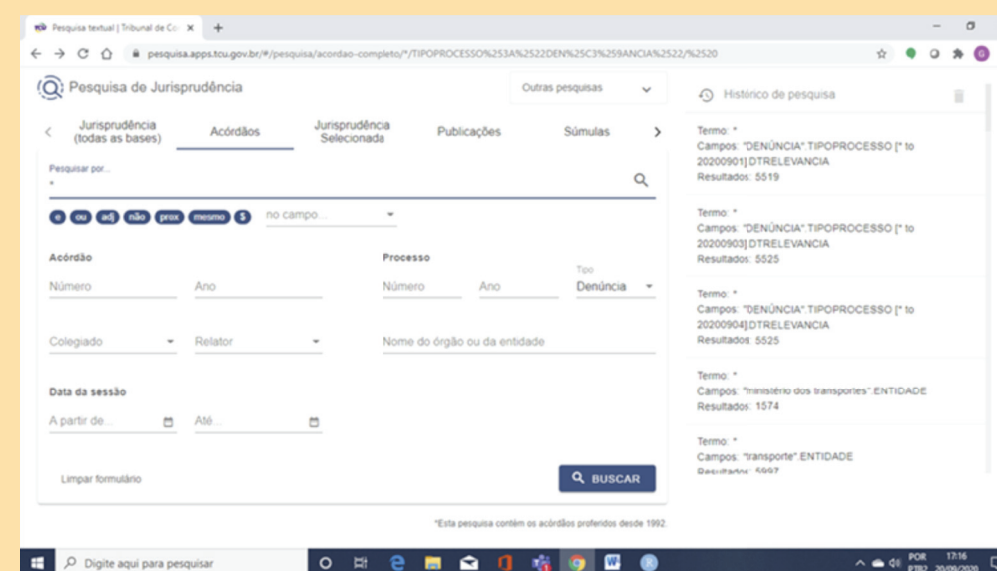 Pesquisa textual | Tribunal de Co
pesquisa.apps.tcu.gov.br/#/pesquisa/acordao-completo/*/TIPOPROCESSO%253A%2522DEN%25C3%259ANCIA%2522/%2520
Pesquisa de Jurisprudência
Outras pesquisas
Jurisprudência
(todas as bases)
Acórdãos
Jurisprudência
Selecionada
Publicações
Súmulas
Pesquisar por...
*
e ou adj não prox mesmo $ no campo...
Acórdão
Processo
Tipo
Número Ano Número Ano Denúncia
Colegiado Relator Nome do órgão ou da entidade
Data da sessão
A partir de... Até...
Limpar formulário
BUSCAR
*Esta pesquisa contém os acórdãos proferidos desde 1992.
Histórico de pesquisa
Termo: *
Campos: "DENÚNCIA".TIPOPROCESSO [* to
20200901]DTRELEVANCIA
Resultados: 5519
Termo: *
Campos: "DENÚNCIA".TIPOPROCESSO [* to
20200903]DTRELEVANCIA
Resultados: 5525
Termo: *
Campos: "DENÚNCIA".TIPOPROCESSO [* to
20200904]DTRELEVANCIA
Resultados: 5525
Termo: *
Campos: "ministério dos transportes".ENTIDADE
Resultados: 1574
Termo: *
Campos: "transporte".ENTIDADE
Resultados: 5997
Digite aqui para pesquisar
POR 17:16
PTB2 20/09/2020